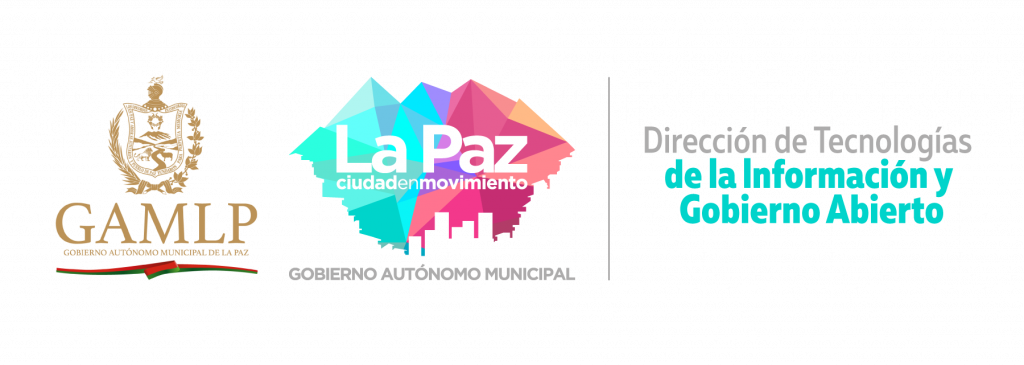 GAMLP
GOBIERNO AUTÓNOMO MUNICIPAL DE LA PAZ
La Paz
ciudadenmovimiento
GOBIERNO AUTÓNOMO MUNICIPAL
Dirección de Tecnologías
de la Información y
Gobierno Abierto